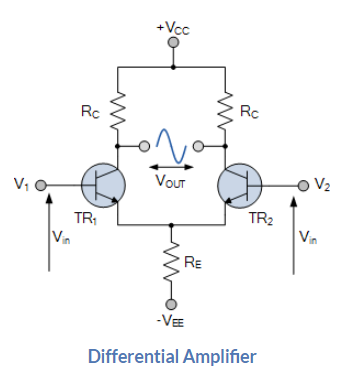 +Vcc
Rc
Rc
VOUT
V1
V2
TR1
TR2
Vin
Vin
RE
-VEE
Differential Amplifier